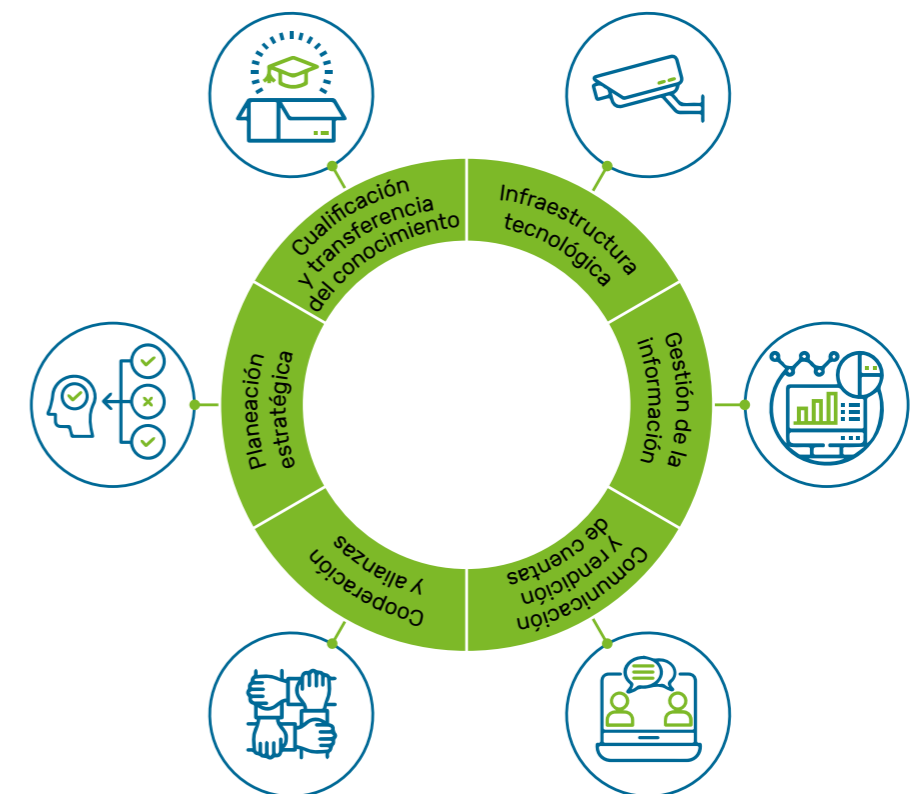 Cualificación
y transferencia
del conocimiento
Infraestructura
tecnológica
Gestión de la
información
Comunicación
y rendición
de cuentas
Cooperación
y alianzas
Planeación
estratégica